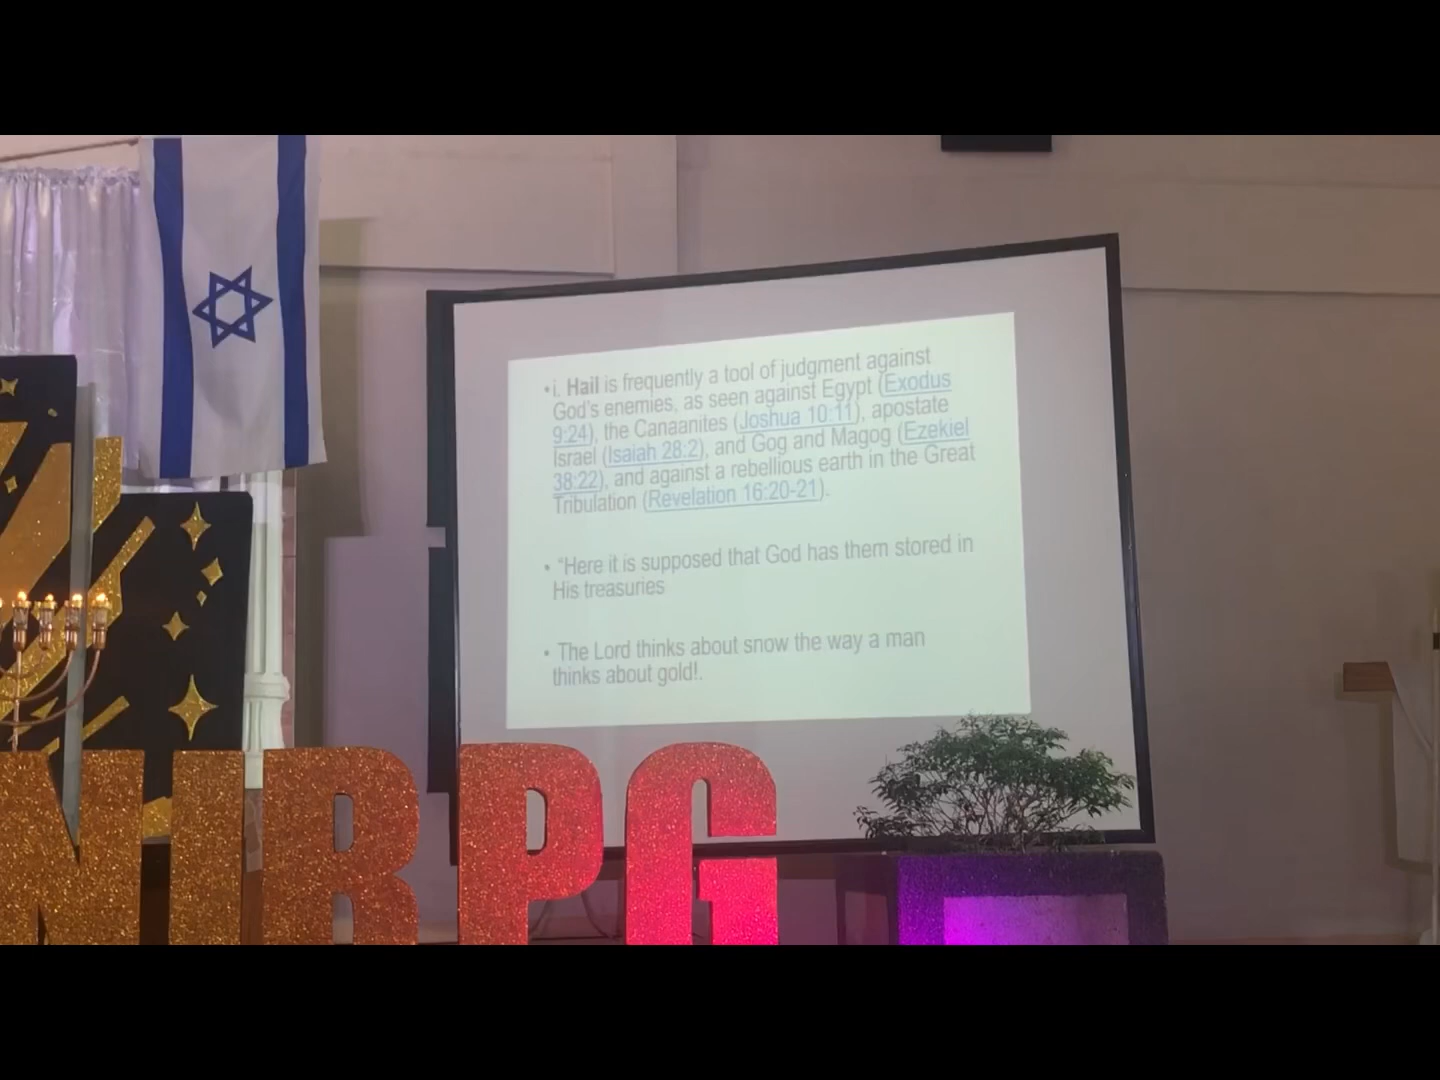 •i. Hail is frequently a tool of judgment against
God's enemies, as seen against Egypt (Exodus
9:24), the Canaanites (Joshua 10:11), apostate
Israel (Isaiah 28:2), and Gog and Magog (Ezekiel
38:22), and against a rebellious earth in the Great
Tribulation (Revelation 16:20-21).
• "Here it is supposed that God has them stored in
His treasuries
• The Lord thinks about snow the way a man
thinks about gold!.
NIRPG